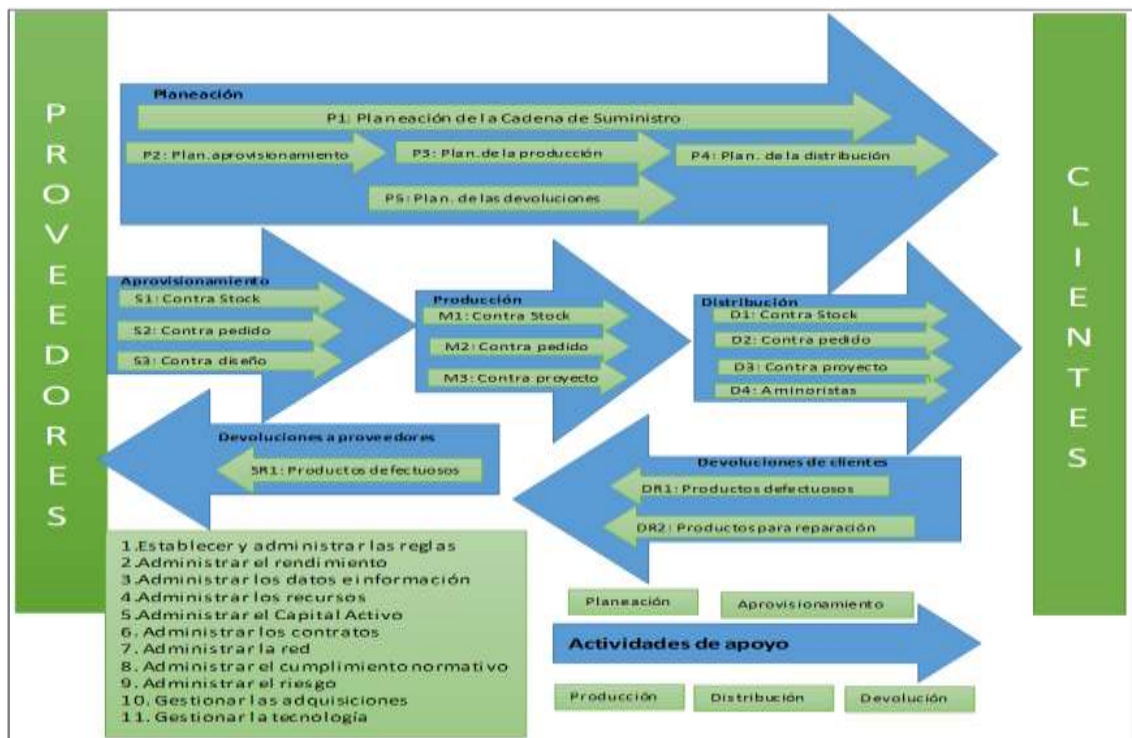 PROVEEDORES
Planeación
P1: Planeación de la Cadena de Suministro
P2: Plan.aprovisionamiento
P3: Plan.de la producción
P4: Plan. de la distribución
P5: Plan. de las devoluciones
CLIENTES
Aprovisionamiento
S1: Contra Stock
S2: Contra pedido
S3: Contra diseño
Producción
M1: Contra Stock
M2: Contra pedido
M3: Contra proyecto
Distribución
D1: Contra Stock
D2: Contra pedido
D3: Contra proyecto
D4: Aminoristas
Devoluciones a proveedores
SR1: Productos defectuosos
Devoluciones de clientes
DR1: Productos defectuosos
DR2: Productos para reparación
1.Establecer y administrar las reglas
2.Administrar el rendimiento
3.Administrar los datos e información
4.Administrar los recursos
5.Administrar el Capital Activo
6. Administrar los contratos
7. Administrar la red
8. Administrar el cumplimiento normativo
9. Administrar el riesgo
10. Gestionar las adquisiciones
11. Gestionar la tecnología
Planeación
Aprovisionamiento
Actividades de apoyo
Producción
Distribución
Devolución